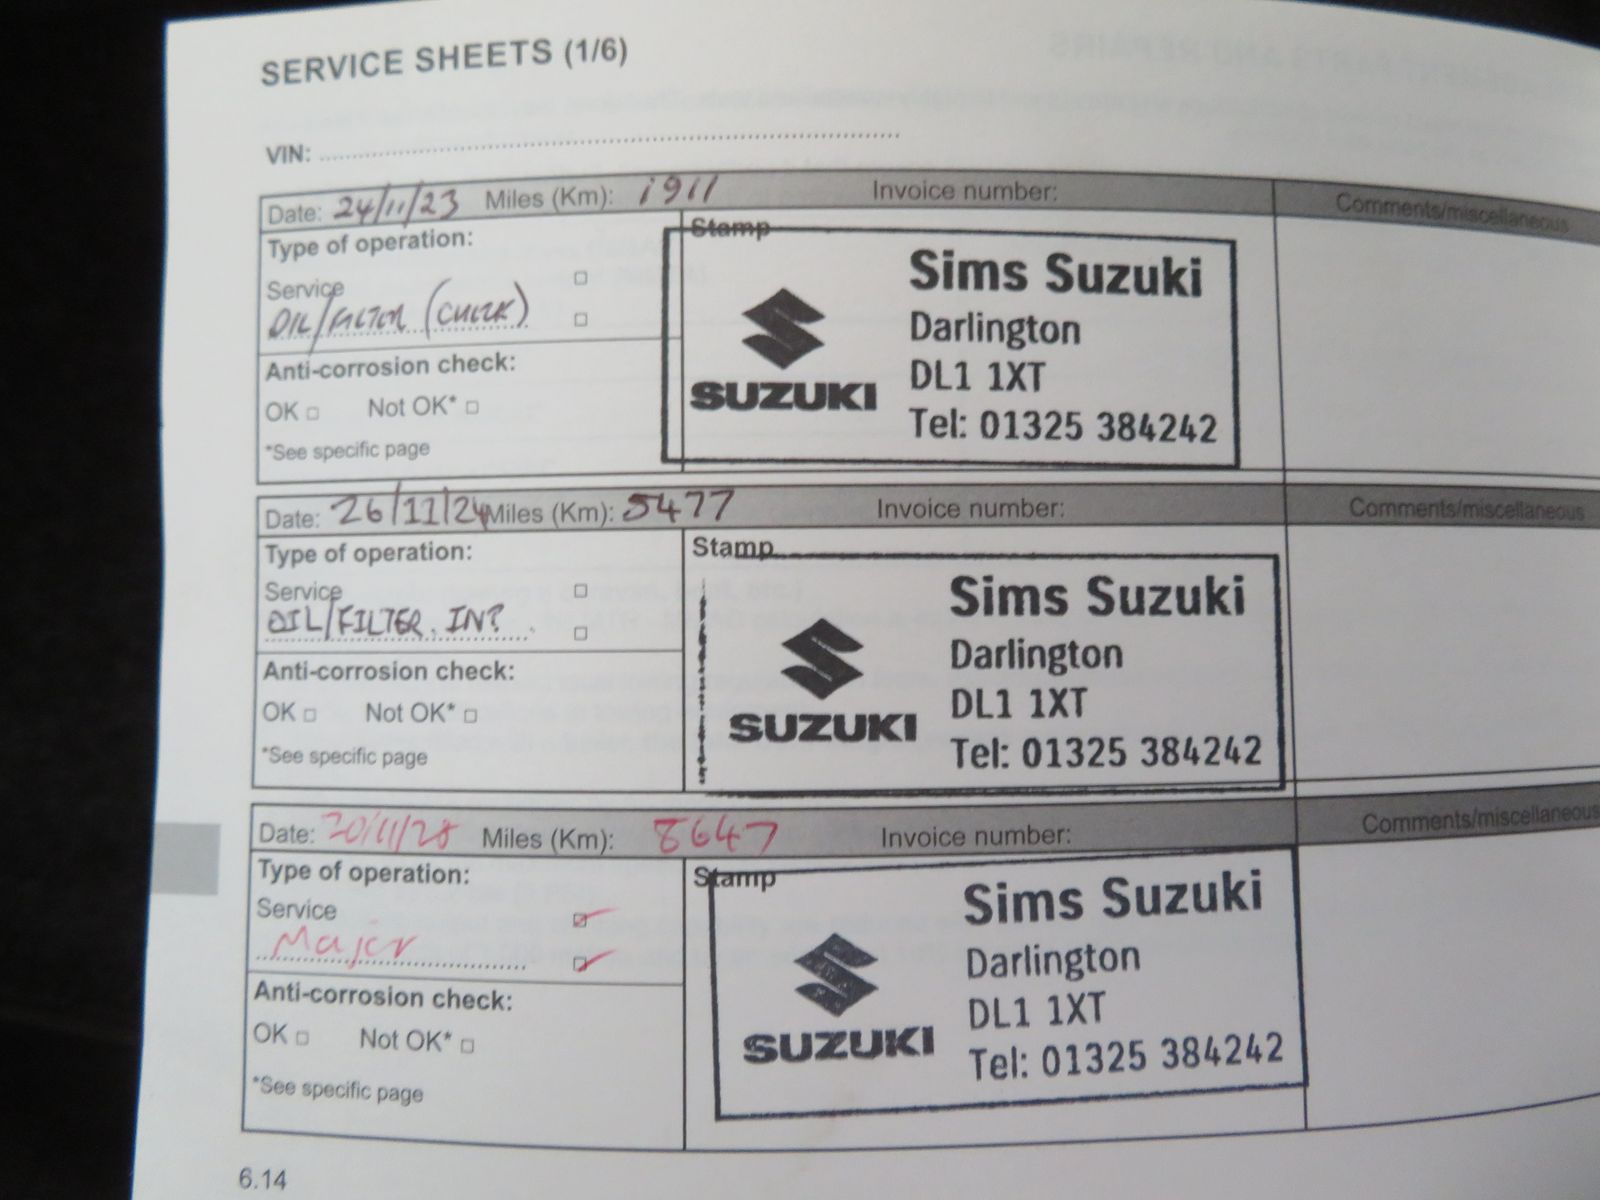 SERVICE SHEETS (1/6)
VIN:
Date: 24/11/23 Miles (Km): 1911 Invoice number: Comments/miscellaneous
Type of operation:
Stamp
Service
OIL/FILTER (CHECK)
Anti-corrosion check:
OK □ Not OK* □
*See specific page
Sims Suzuki
Darlington
DL1 1XT
Tel: 01325 384242
SUZUKI
Date: 26/11/24 Miles (Km): 5477 Invoice number: Comments/miscellaneous
Type of operation:
Stamp
Service
OIL/FILTER. INT
Anti-corrosion check:
OK □ Not OK* □
*See specific page
Sims Suzuki
Darlington
DL1 1XT
Tel: 01325 384242
SUZUKI
Date: 20/11/25 Miles (Km): 8647 Invoice number: Comments/miscellaneous
Type of operation:
Stamp
Service
Major
Anti-corrosion check:
OK □ Not OK* □
*See specific page
Sims Suzuki
Darlington
DL1 1XT
Tel: 01325 384242
SUZUKI
6.14